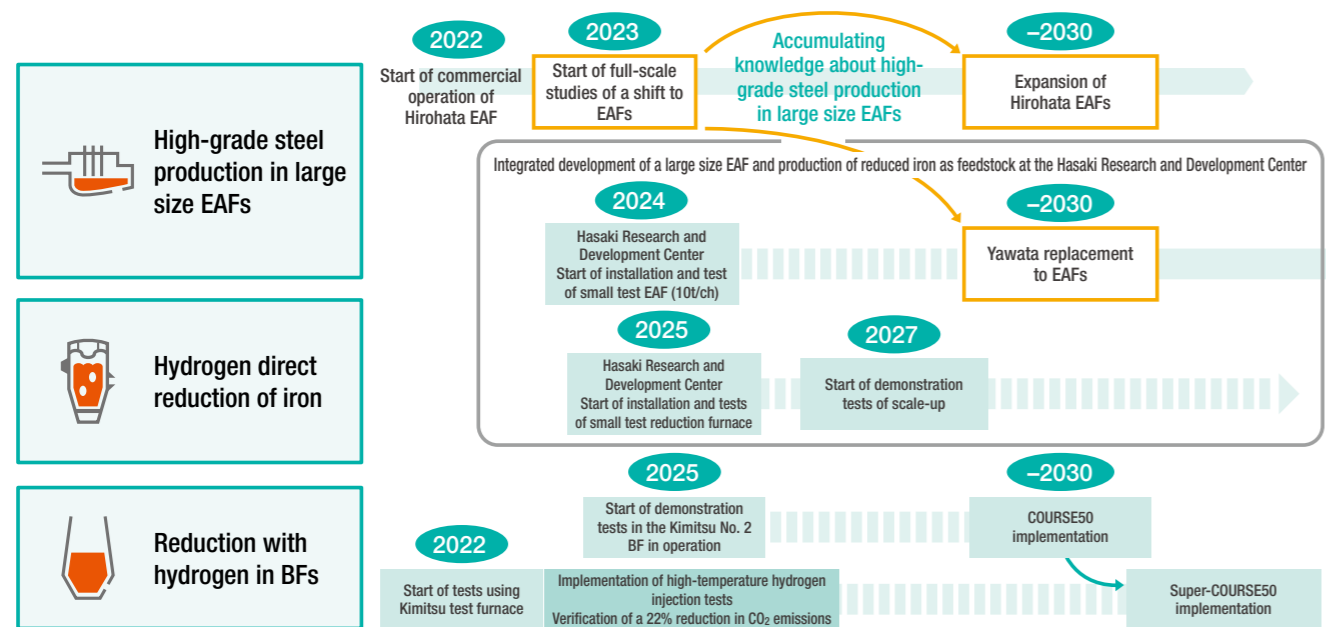 High-grade steel
production in large
size EAFs
2022
Start of commercial
operation of
Hirohata EAF
2023
Start of full-scale
studies of a shift to
EAFs
Accumulating
knowledge about high-
grade steel production
in large size EAFs
–2030
Expansion of
Hirohata EAFs
Integrated development of a large size EAF and production of reduced iron as feedstock at the Hasaki Research and Development Center
2024
Hasaki Research and
Development Center
Start of installation and test
of small test EAF (10t/ch)
–2030
Yawata replacement
to EAFs
Hydrogen direct
reduction of iron
2025
Hasaki Research and
Development Center
Start of installation and tests
of small test reduction furnace
2027
Start of demonstration
tests of scale-up
Reduction with
hydrogen in BFs
2025
Start of demonstration
tests in the Kimitsu No. 2
BF in operation
–2030
COURSE50
implementation
2022
Start of tests using
Kimitsu test furnace
Implementation of high-temperature hydrogen
injection tests
Verification of a 22% reduction in CO₂ emissions
Super-COURSE50
implementation